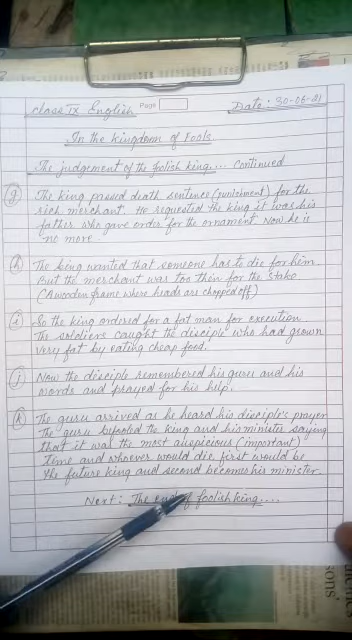 Class IX English Page Date: 30-06-21
In the kingdom of Fools.
The judgement of the foolish king.... Continued
g) The king passed death sentence (punishment) for the
rich merchant. He requested the king it was his
father who gave order for the ornament. Now he is
no more.
h) The king wanted that someone has to die for him.
But the merchant was too thin for the stake
(A wooden frame where heads are chopped off)
i) So the king ordered for a fat man for execution
The soldiers caught the disciple who had grown
very fat by eating cheap food.
j) Now the disciple remembered his guru and his
words and prayed for his help.
k) The guru arrived as he heard his disciple's prayer
The guru befooled the king and his minister saying
that it was the most auspicious (important)
time and whoever would die first would be
the future king and second becomes his minister.
Next: The end of foolish king....